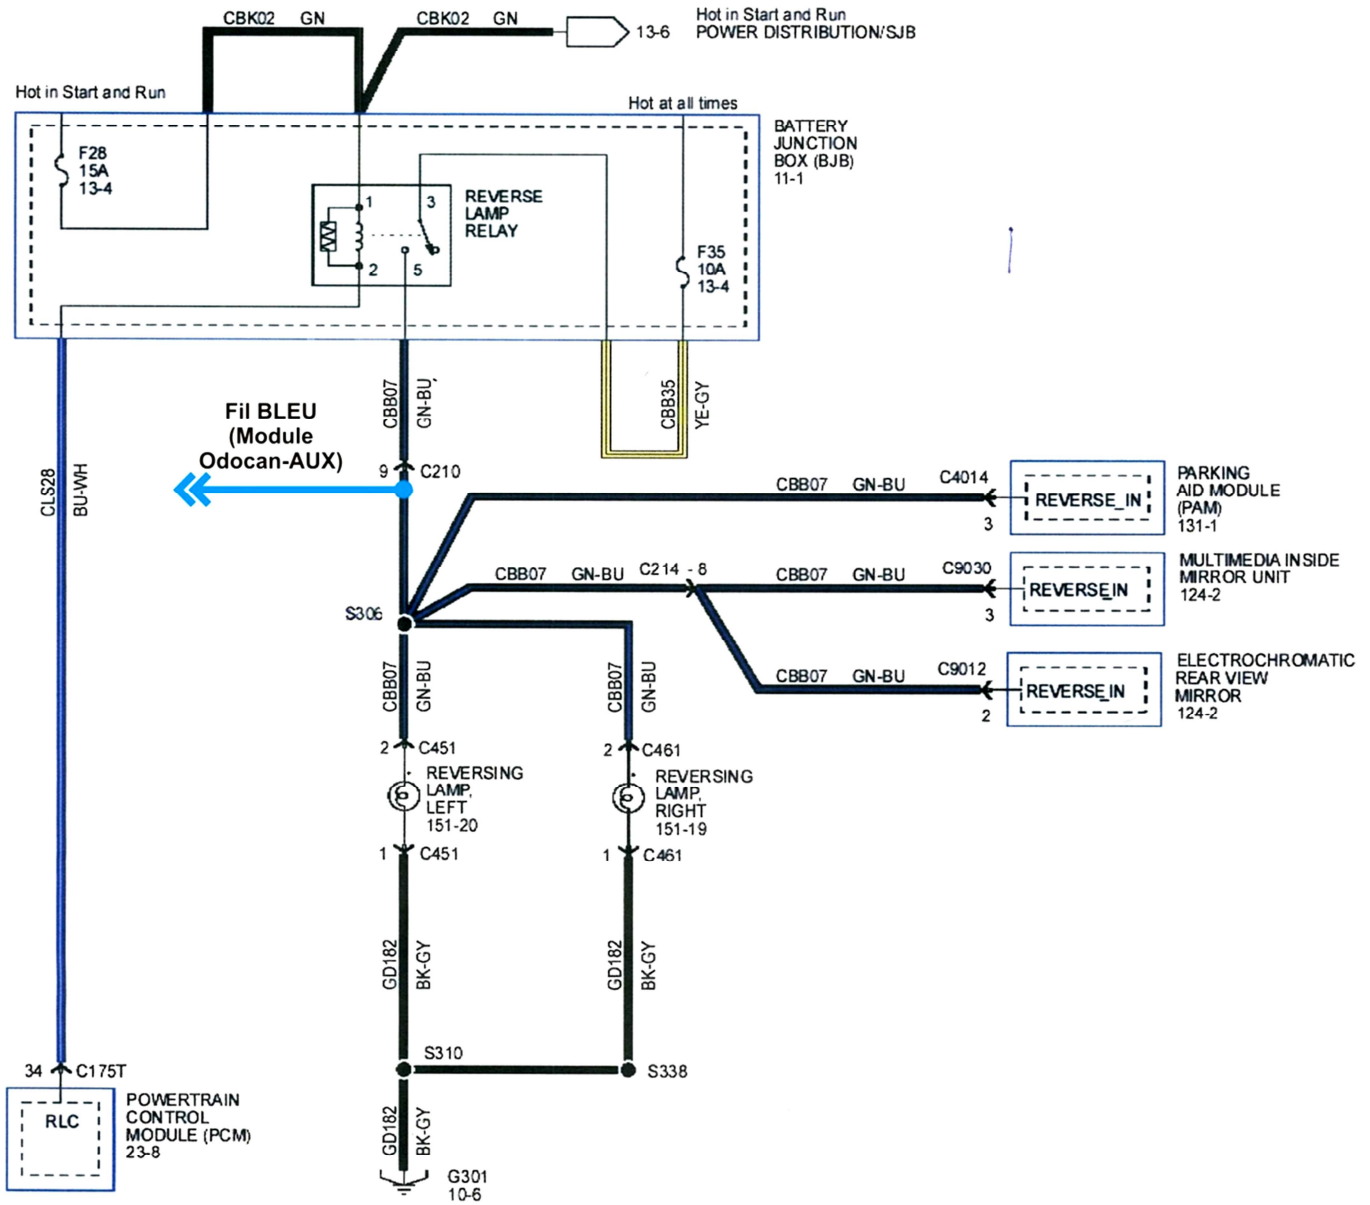 CBK02 GN
CBK02 GN
13-6
Hot in Start and Run
POWER DISTRIBUTION/SJB
Hot in Start and Run
Hot at all times
BATTERY
JUNCTION
BOX (BJB)
11-1
F28
15A
13-4
1
3
2
5
REVERSE
LAMP
RELAY
F35
10A
13-4
CBB07
GN-BU
CBB35
YE-GY
Fil BLEU
(Module
Odocan-AUX)
9 C210
CLS28
BU-WH
CBB07 GN-BU
C4014
3
REVERSE_IN
PARKING
AID MODULE
(PAM)
131-1
CBB07 GN-BU
C214 - 8
CBB07 GN-BU
C9030
3
REVERSE_IN
MULTIMEDIA INSIDE
MIRROR UNIT
124-2
S306
CBB07 GN-BU
C9012
2
REVERSE_IN
ELECTROCHROMATIC
REAR VIEW
MIRROR
124-2
CBB07
GN-BU
CBB07
GN-BU
2 C451
2 C461
REVERSING
LAMP,
LEFT
151-20
REVERSING
LAMP,
RIGHT
151-19
1 C451
1 C461
GD182
BK-GY
GD182
BK-GY
S310
S338
34 C175T
RLC
POWERTRAIN
CONTROL
MODULE (PCM)
23-8
GD182
BK-GY
G301
10-6